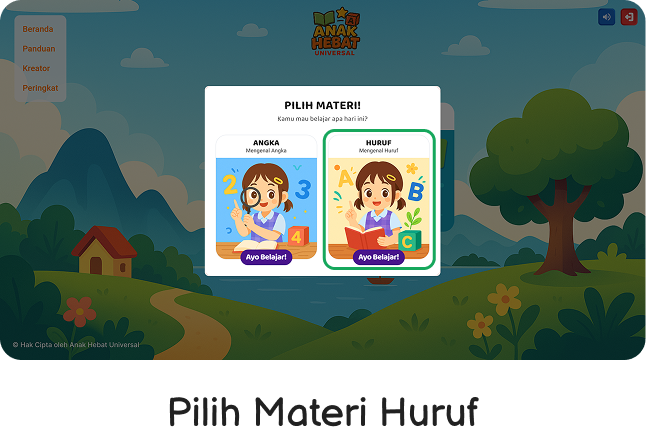 Beranda
Panduan
Kreator
Peringkat
ANAK
HEBAT
UNIVERSAL
PILIH MATERI!
Kamu mau belajar apa hari ini?
ANGKA
Mengenal Angka
2
3
4
Ayo Belajar!
HURUF
Mengenal Huruf
A
B
C
Ayo Belajar!
© Hak Cipta oleh Anak Hebat Universal
Pilih Materi Huruf